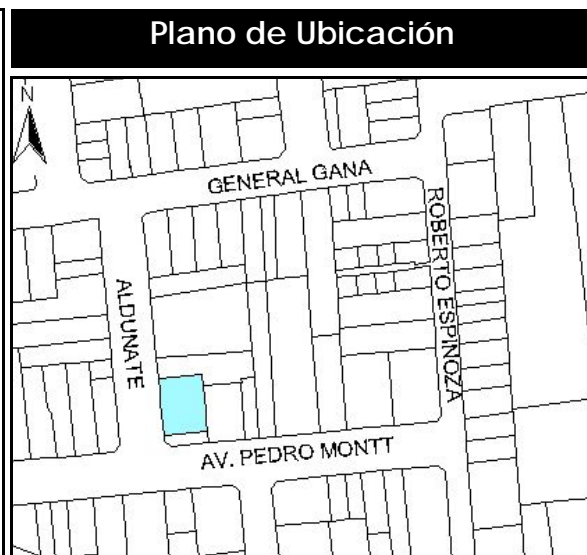 Plano de Ubicación
N
GENERAL GANA
ROBERTO ESPINOZA
ALDUNATE
AV. PEDRO MONTT